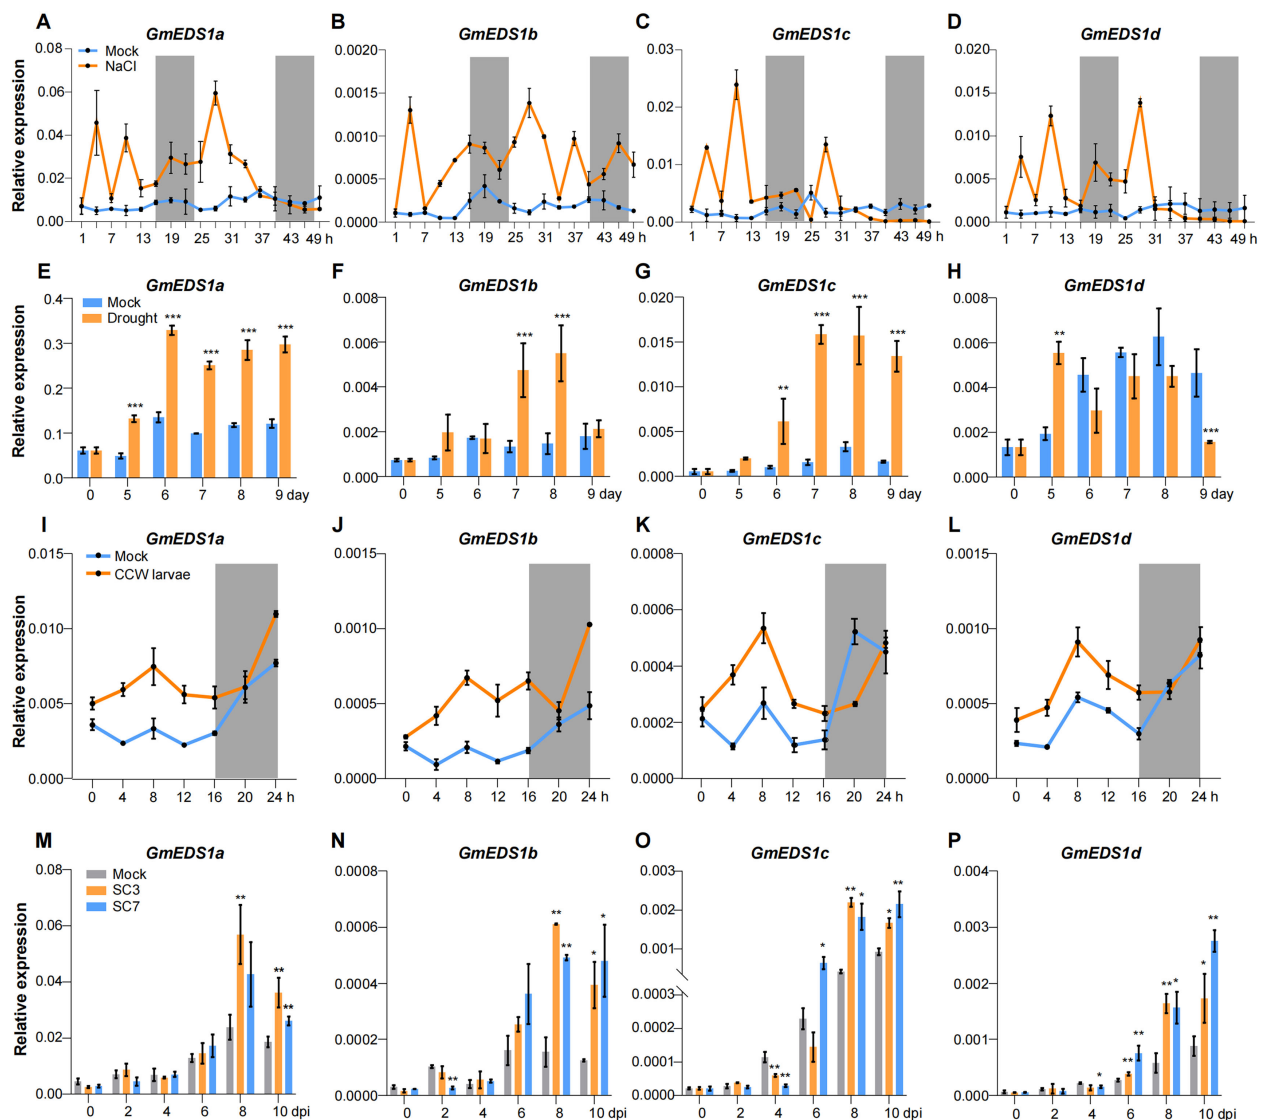 A GmEDS1a
B GmEDS1b
C GmEDS1c
D GmEDS1d
Relative expression
0.08
0.06
0.04
0.02
0.00
Mock
NaCl
1 7 13 19 25 31 37 43 49 h
0.0020
0.0015
0.0010
0.0005
0.0000
1 7 13 19 25 31 37 43 49 h
0.03
0.02
0.01
0.00
1 7 13 19 25 31 37 43 49 h
0.020
0.015
0.010
0.005
0.000
1 7 13 19 25 31 37 43 49 h
E GmEDS1a
F GmEDS1b
G GmEDS1c
H GmEDS1d
Relative expression
0.4
0.3
0.2
0.1
0.0
Mock
Drought
*** *** *** *** ***
0 5 6 7 8 9 day
0.008
0.006
0.004
0.002
0.000
*** ***
0 5 6 7 8 9 day
0.020
0.015
0.010
0.005
0.000
** *** *** ***
0 5 6 7 8 9 day
0.008
0.006
0.004
0.002
0.000
** ***
0 5 6 7 8 9 day
I GmEDS1a
J GmEDS1b
K GmEDS1c
L GmEDS1d
Relative expression
0.015
0.010
0.005
0.000
Mock
CCW larvae
0 4 8 12 16 20 24 h
0.0015
0.0010
0.0005
0.0000
0 4 8 12 16 20 24 h
0.0008
0.0006
0.0004
0.0002
0.0000
0 4 8 12 16 20 24 h
0.0015
0.0010
0.0005
0.0000
0 4 8 12 16 20 24 h
M GmEDS1a
N GmEDS1b
O GmEDS1c
P GmEDS1d
Relative expression
0.08
0.06
0.04
0.02
0.00
Mock
SC3
SC7
** ** **
0 2 4 6 8 10 dpi
0.0008
0.0006
0.0004
0.0002
0.0000
** ** ** * *
0 2 4 6 8 10 dpi
0.003
0.002
0.001
0.0003
0.0002
0.0001
0.0000
** ** * ** * * **
0 2 4 6 8 10 dpi
0.004
0.003
0.002
0.001
0.000
* ** ** ** * * **
0 2 4 6 8 10 dpi